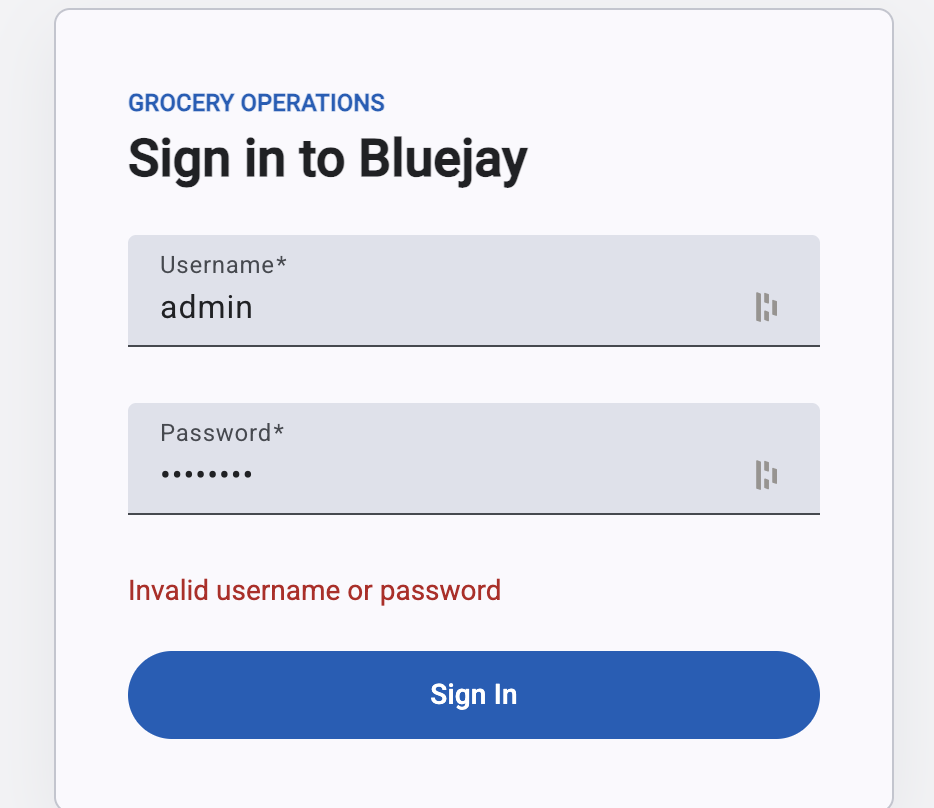 GROCERY OPERATIONS
Sign in to Bluejay
Username*
admin
Password*
••••••••
Invalid username or password
Sign In